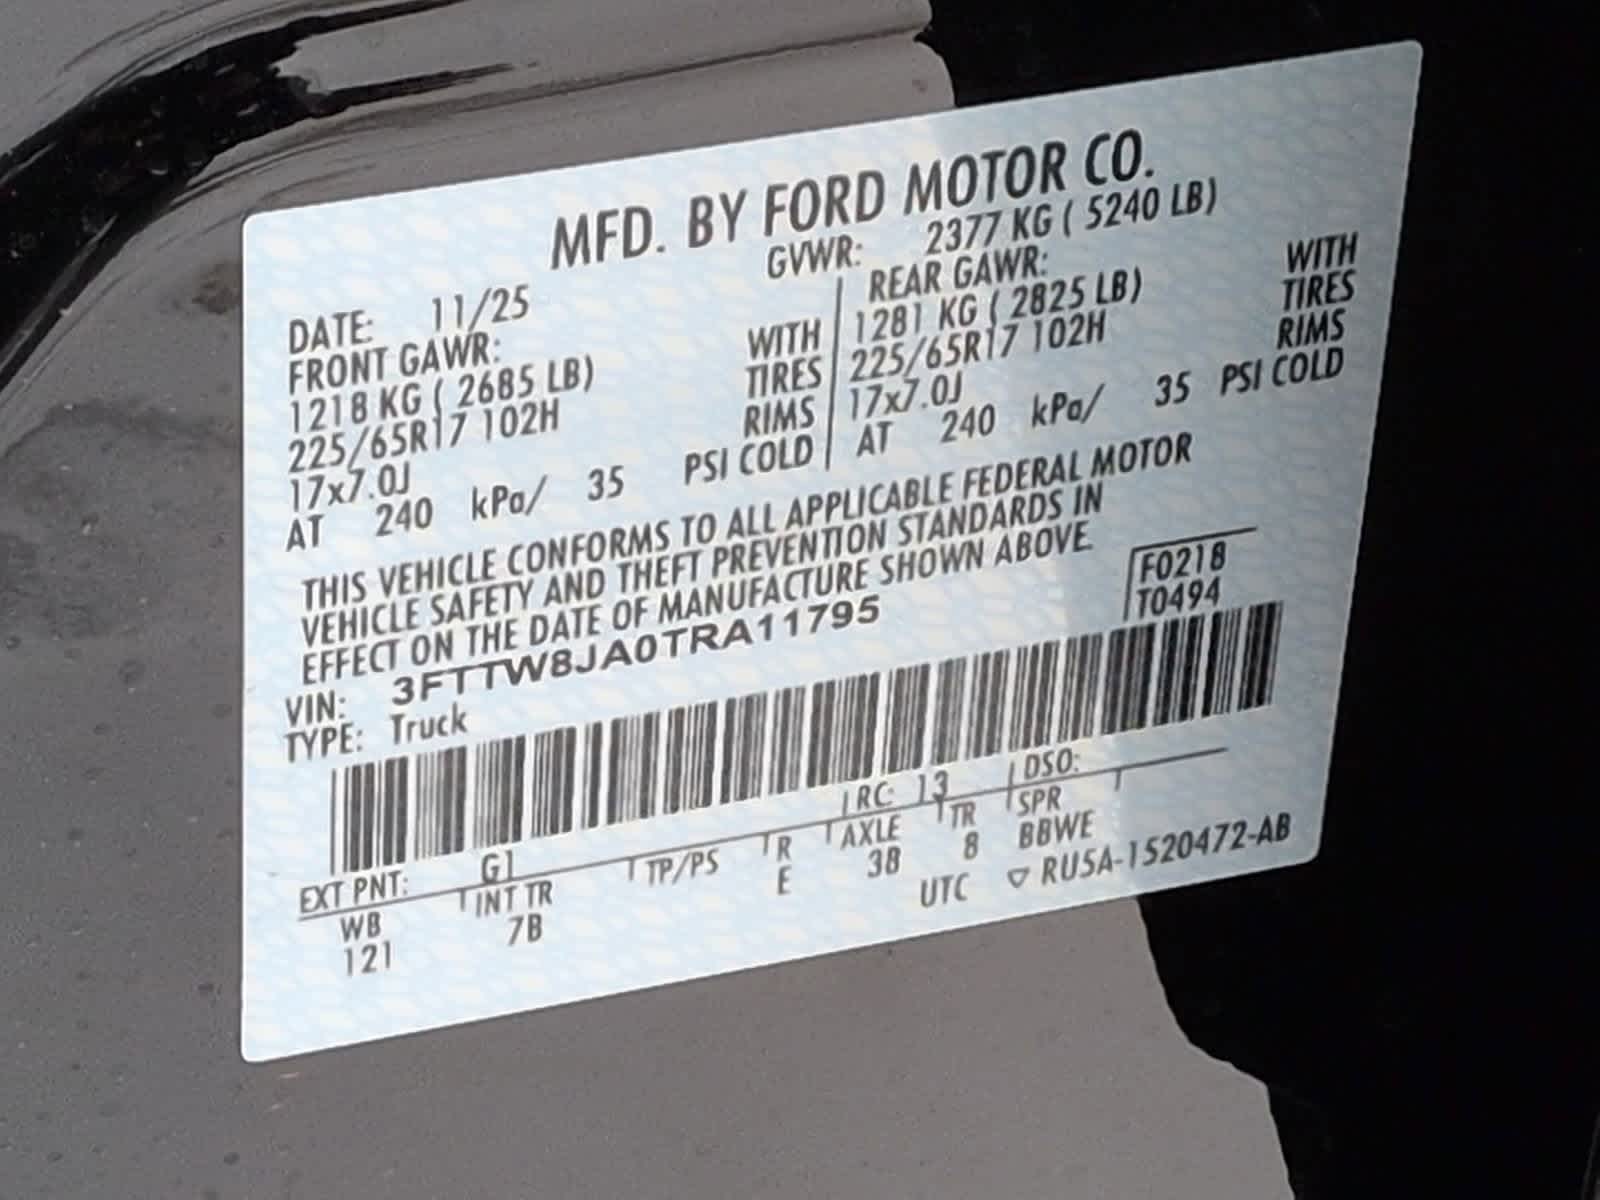 MFD. BY FORD MOTOR CO.
DATE: 11/25 GVWR: 2377 KG ( 5240 LB)
FRONT GAWR: REAR GAWR:
1218 KG ( 2685 LB) WITH 1281 KG ( 2825 LB) WITH
225/65R17 102H TIRES 225/65R17 102H TIRES
17x7.0J RIMS 17x7.0J RIMS
AT 240 kPa/ 35 PSI COLD AT 240 kPa/ 35 PSI COLD
THIS VEHICLE CONFORMS TO ALL APPLICABLE FEDERAL MOTOR
VEHICLE SAFETY AND THEFT PREVENTION STANDARDS IN
EFFECT ON THE DATE OF MANUFACTURE SHOWN ABOVE.
F0218
T0494
VIN: 3FTTW8JA0TRA11795
TYPE: Truck
EXT PNT: G1 RC: 13 DSO:
WB INT TR TP/PS R AXLE TR SPR
121 7B E 38 8 BBWE
UTC ▽ RU5A-1520472-AB